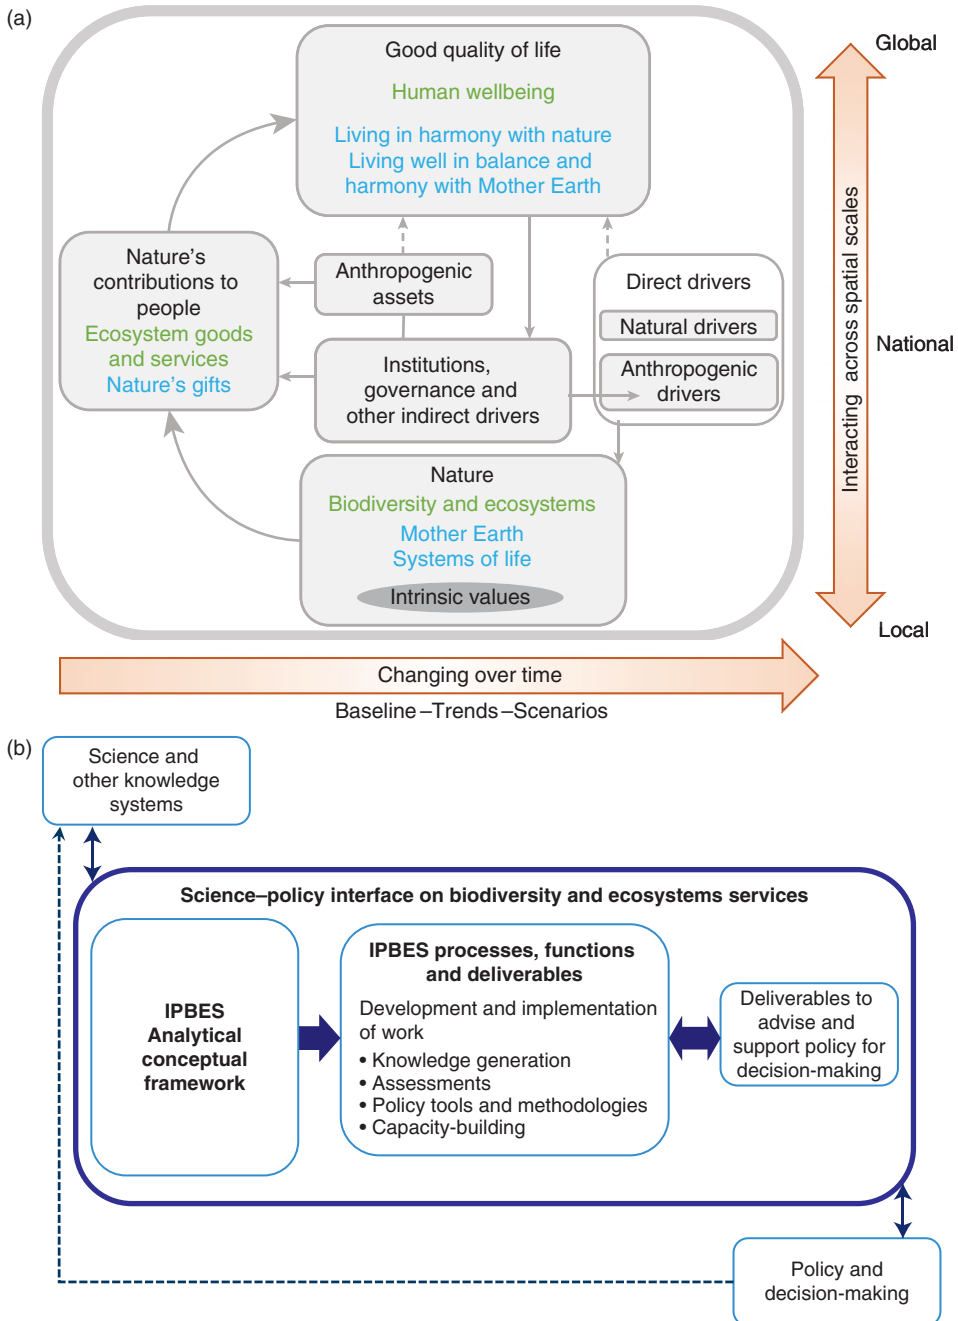 (a)
Good quality of life
Human wellbeing
Living in harmony with nature
Living well in balance and
harmony with Mother Earth
Nature's
contributions to
people
Ecosystem goods
and services
Nature's gifts
Anthropogenic
assets
Institutions,
governance and
other indirect drivers
Direct drivers
Natural drivers
Anthropogenic
drivers
Nature
Biodiversity and ecosystems
Mother Earth
Systems of life
Intrinsic values
Global
National
Local
Interacting across spatial scales
Changing over time
Baseline–Trends–Scenarios
(b)
Science and
other knowledge
systems
Science–policy interface on biodiversity and ecosystems services
IPBES
Analytical
conceptual
framework
IPBES processes, functions
and deliverables
Development and implementation
of work
• Knowledge generation
• Assessments
• Policy tools and methodologies
• Capacity-building
Deliverables to
advise and
support policy for
decision-making
Policy and
decision-making